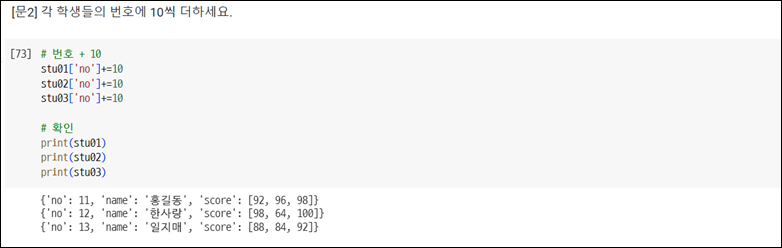 [문2] 각 학생들의 번호에 10씩 더하세요.
[73] # 번호 + 10
stu01['no']+=10
stu02['no']+=10
stu03['no']+=10
# 확인
print(stu01)
print(stu02)
print(stu03)
{'no': 11, 'name': '홍길동', 'score': [92, 96, 98]}
{'no': 12, 'name': '한사랑', 'score': [98, 64, 100]}
{'no': 13, 'name': '일지매', 'score': [88, 84, 92]}